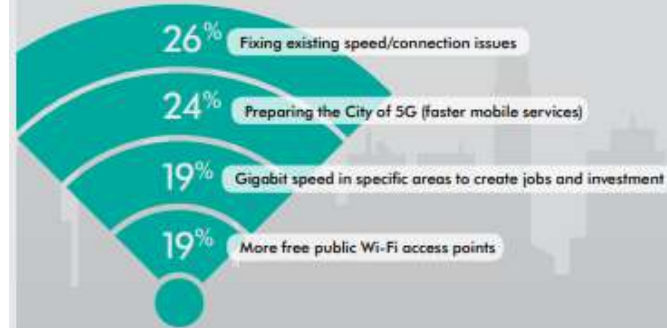 26% Fixing existing speed/connection issues
24% Preparing the City of 5G (faster mobile services)
19% Gigabit speed in specific areas to create jobs and investment
19% More free public Wi-Fi access points